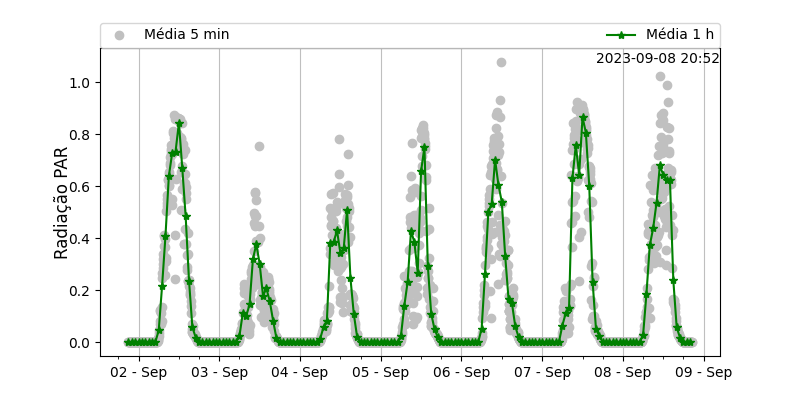 Média 5 min
Média 1 h
2023-09-08 20:52
Radiação PAR
1.0
0.8
0.6
0.4
0.2
0.0
02 - Sep
03 - Sep
04 - Sep
05 - Sep
06 - Sep
07 - Sep
08 - Sep
09 - Sep